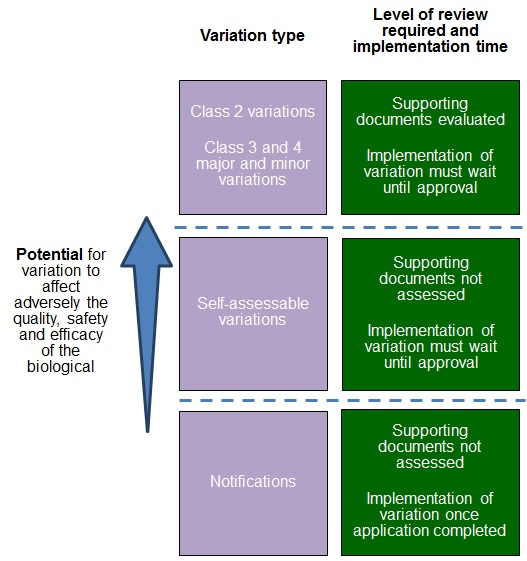 Variation type
Level of review
required and
implementation time
Class 2 variations
Class 3 and 4
major and minor
variations
Supporting
documents evaluated
Implementation of
variation must wait
until approval
Potential for
variation to
affect
adversely the
quality, safety
and efficacy
of the
biological
Self-assessable
variations
Supporting
documents not
assessed
Implementation of
variation must wait
until approval
Notifications
Supporting
documents not
assessed
Implementation of
variation once
application completed